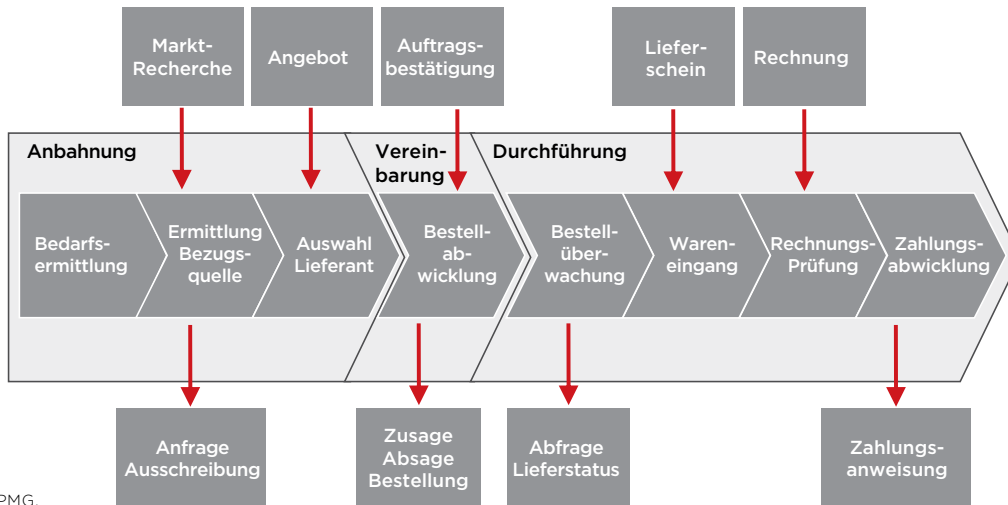 Markt-
Recherche
Angebot
Auftrags-
bestätigung
Liefer-
schein
Rechnung
Anbahnung
Verein-
barung
Durchführung
Bedarfs-
ermittlung
Ermittlung
Bezugs-
quelle
Auswahl
Lieferant
Bestell-
ab-
wicklung
Bestell-
über-
wachung
Waren-
eingang
Rechnungs-
Prüfung
Zahlungs-
abwicklung
Anfrage
Ausschreibung
Zusage
Absage
Bestellung
Abfrage
Lieferstatus
Zahlungs-
anweisung
PMG.